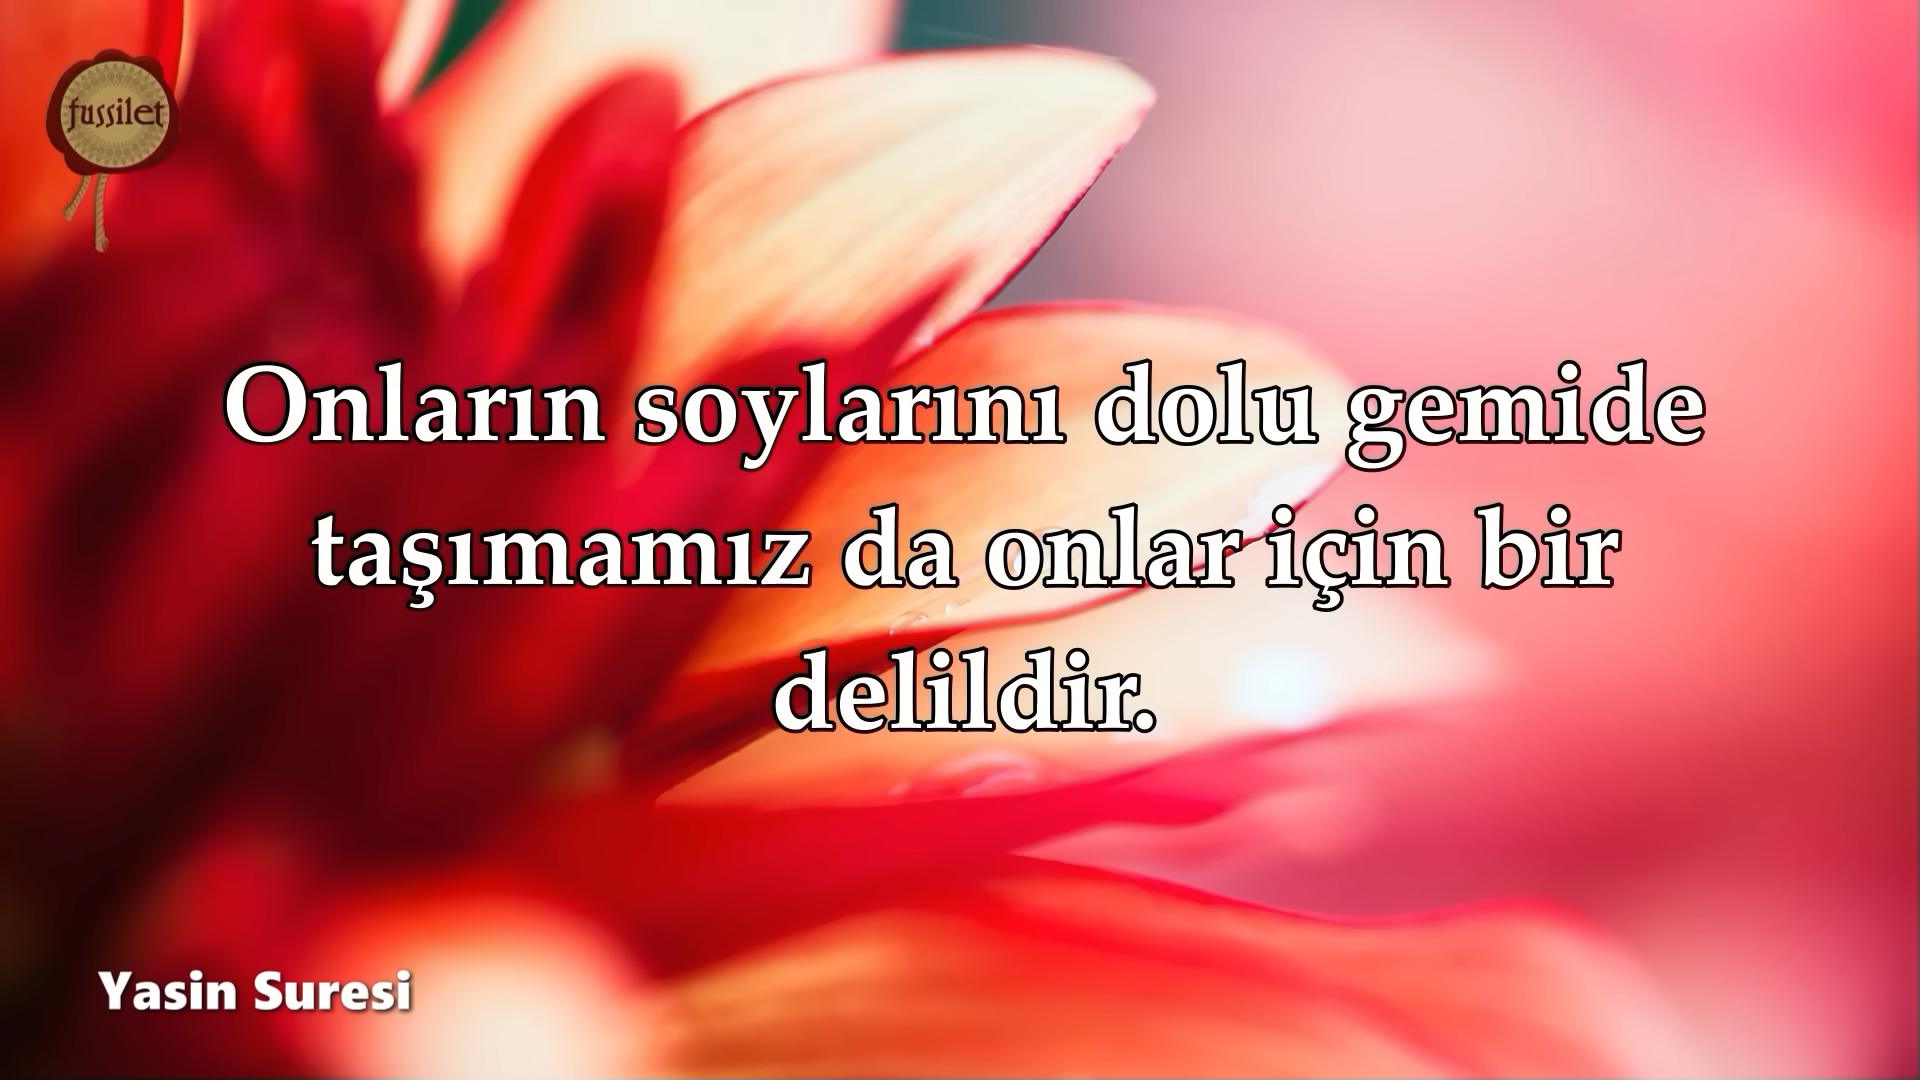 fussilet
Onların soylarını dolu gemide
taşımamız da onlar için bir
delildir.
Yasin Suresi